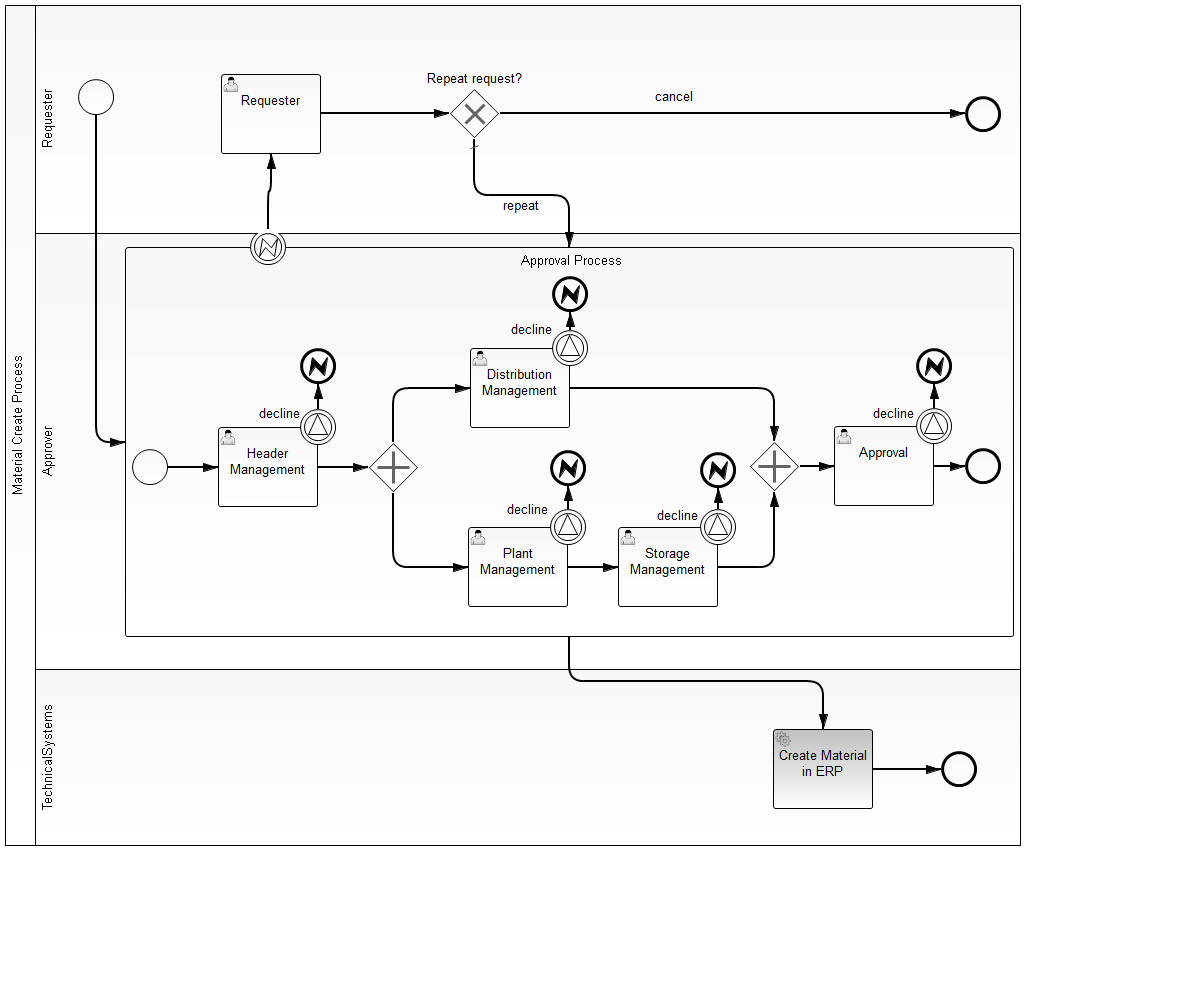 Material Create Process
Requester
Requester
Repeat request?
cancel
repeat
Approver
Approval Process
decline
Distribution
Management
decline
Header
Management
decline
Approval
decline
Plant
Management
decline
Storage
Management
TechnicalSystems
Create Material
in ERP